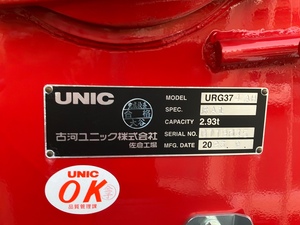 UNIC
MODEL URG37
SPEC.
CAPACITY 2.93t
SERIAL NO.
MFG. DATE 20
古河ユニック株式会社
佐倉工場
UNIC
OK
品質管理課